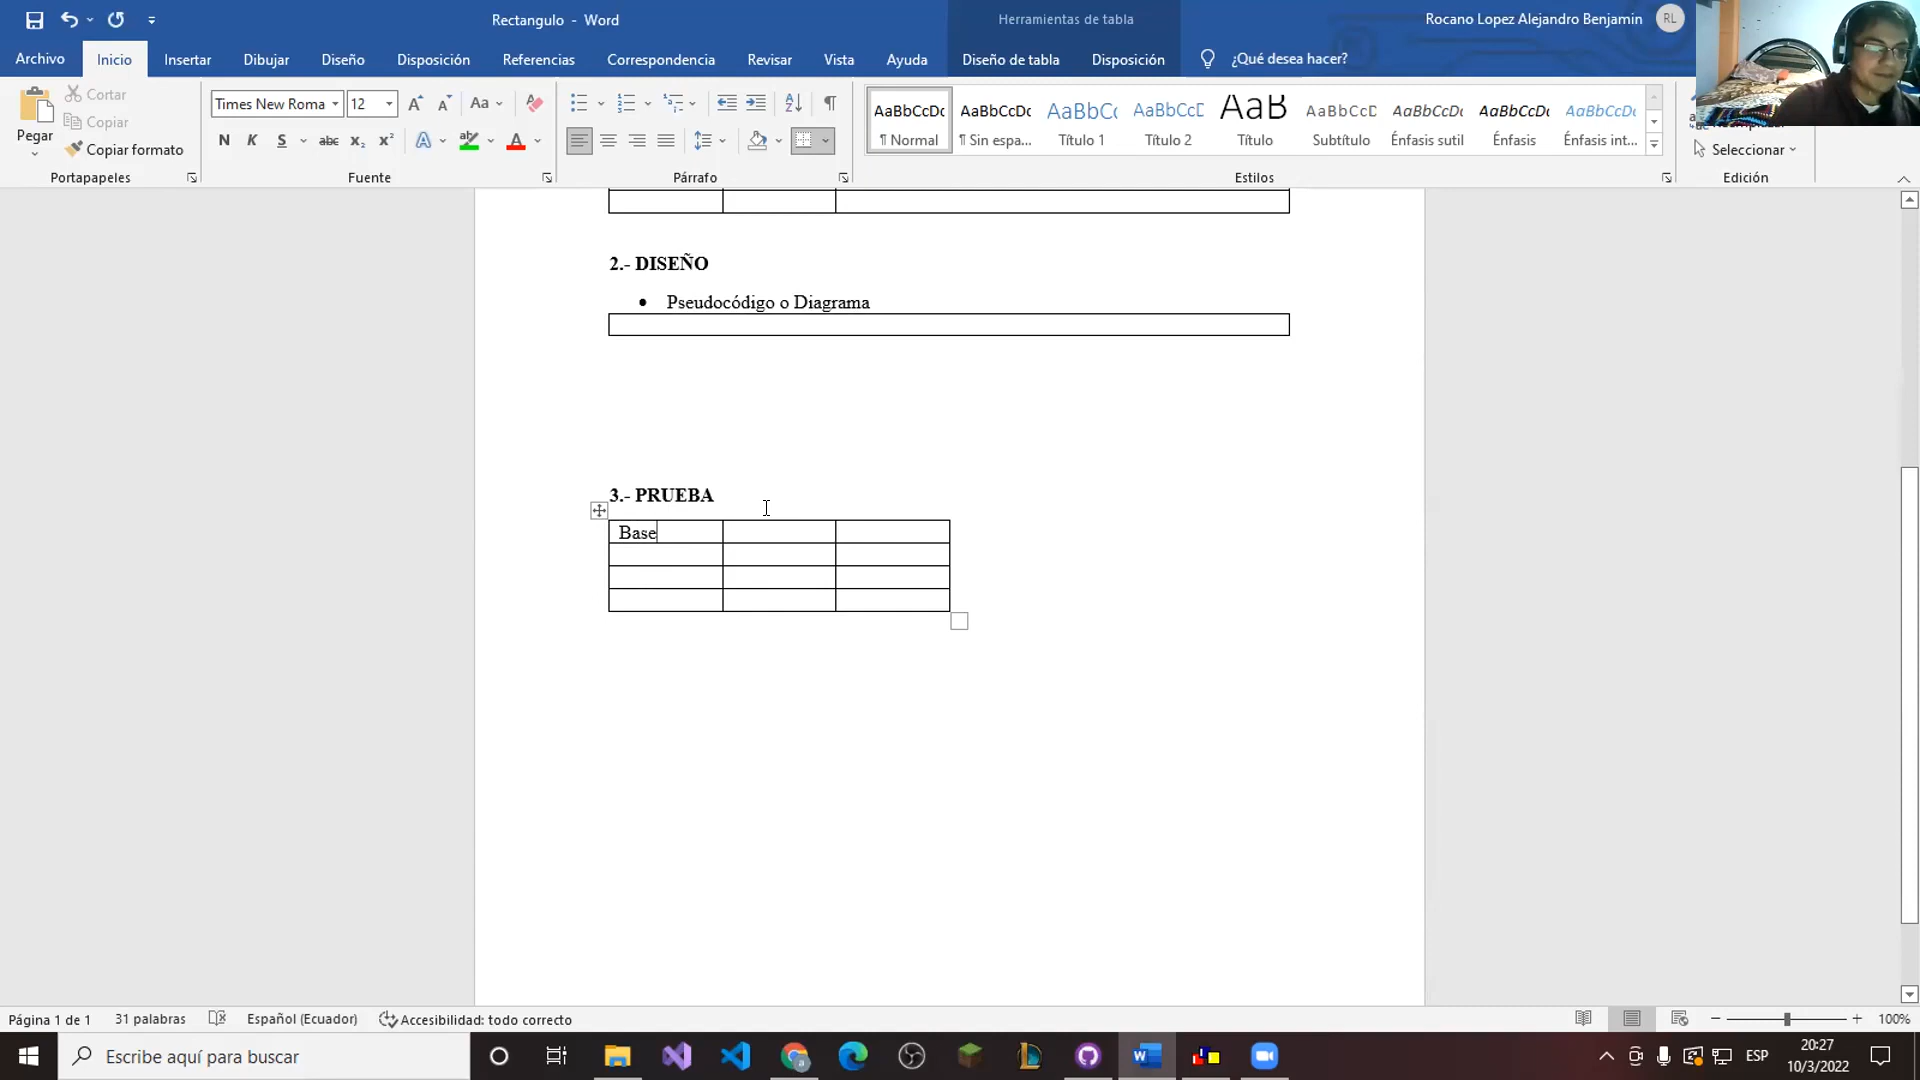 Rectangulo - Word
Herramientas de tabla
Rocano Lopez Alejandro Benjamin
RL
Archivo
Inicio
Insertar
Dibujar
Diseño
Disposición
Referencias
Correspondencia
Revisar
Vista
Ayuda
Diseño de tabla
Disposición
¿Qué desea hacer?
Pegar
Cortar
Copiar
Copiar formato
Portapapeles
Times New Roma
12
Aa
N K S abc x₂ x² A A
Fuente
Párrafo
AaBbCcDc
¶ Normal
AaBbCcDc
¶ Sin espa...
AaBbCc
Título 1
AaBbCcD
Título 2
AaB
Título
AaBbCcD
Subtítulo
AaBbCcDc
Énfasis sutil
AaBbCcDc
Énfasis
AaBbCcDc
Énfasis int...
Estilos
Seleccionar
Edición
2.- DISEÑO
• Pseudocódigo o Diagrama
3.- PRUEBA
Base
Página 1 de 1
31 palabras
Español (Ecuador)
Accesibilidad: todo correcto
100%
Escribe aquí para buscar
ESP
20:27
10/3/2022